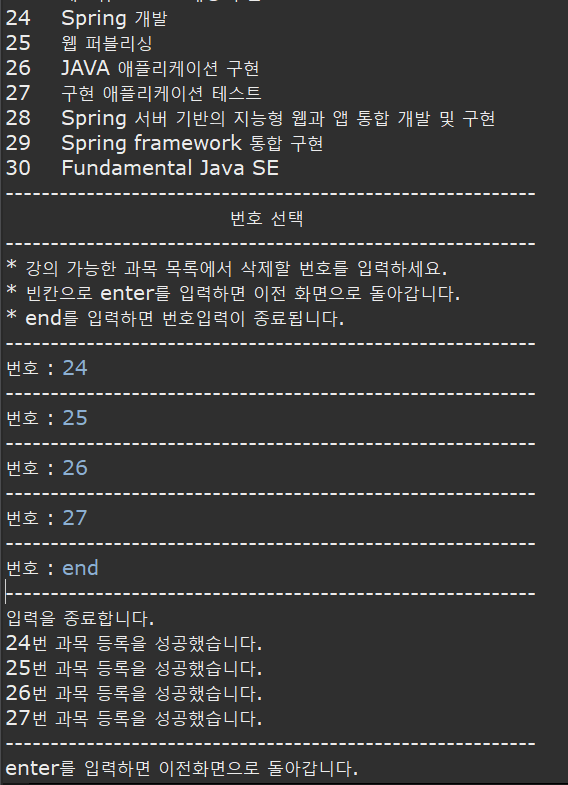 24 Spring 개발
25 웹 퍼블리싱
26 JAVA 애플리케이션 구현
27 구현 애플리케이션 테스트
28 Spring 서버 기반의 지능형 웹과 앱 통합 개발 및 구현
29 Spring framework 통합 구현
30 Fundamental Java SE
------------------------------------------------------------
번호 선택
------------------------------------------------------------
* 강의 가능한 과목 목록에서 삭제할 번호를 입력하세요.
* 빈칸으로 enter를 입력하면 이전 화면으로 돌아갑니다.
* end를 입력하면 번호입력이 종료됩니다.
------------------------------------------------------------
번호 : 24
------------------------------------------------------------
번호 : 25
------------------------------------------------------------
번호 : 26
------------------------------------------------------------
번호 : 27
------------------------------------------------------------
번호 : end
------------------------------------------------------------
입력을 종료합니다.
24번 과목 등록을 성공했습니다.
25번 과목 등록을 성공했습니다.
26번 과목 등록을 성공했습니다.
27번 과목 등록을 성공했습니다.
------------------------------------------------------------
enter를 입력하면 이전화면으로 돌아갑니다.